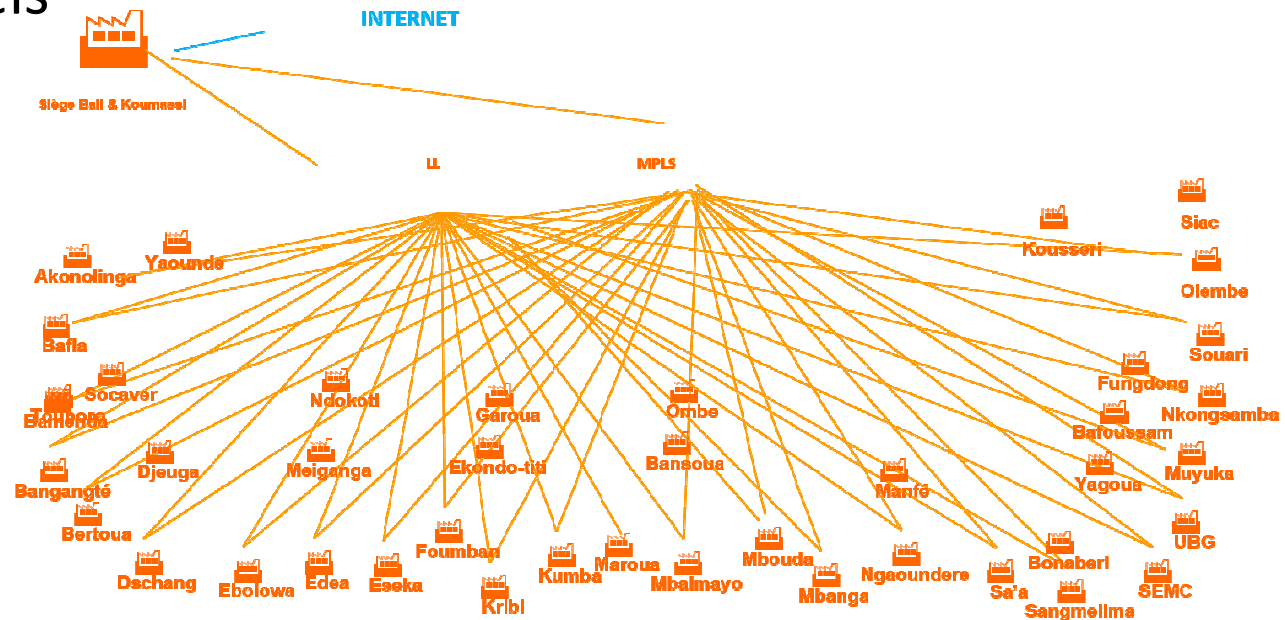 INTERNET
Siège Bali & Koumassi
LL
MPLS
Siac
Kousseri
Yaounde
Akonolinga
Olembe
Bafia
Souari
Fungdong
Socaver
Ndokoti
Garoua
Ombe
Nkongsamba
Bamenda
Bafoussam
Djeuga
Meiganga
Ekondo-titi
Bansoua
Muyuka
Bangangté
Manfé
Yagoua
Bertoua
UBG
Foumban
Mbouda
Bonaberi
Dschang
Ebolowa
Edea
Eseka
Kumba
Maroua
Mbalmayo
Ngaoundere
Mbanga
Sa'a
SEMC
Kribi
Sangmelima